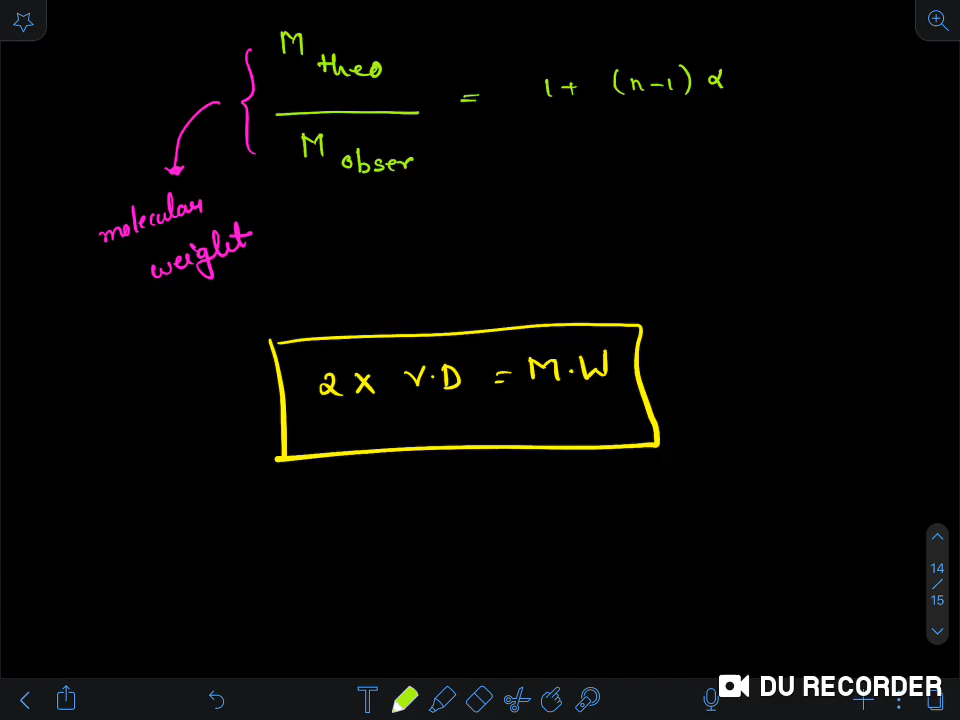 M theo
= 1 + (n-1) α
M obser
molecular
weight
2 x V.D = M.W
14
/
15
T
DU RECORDER